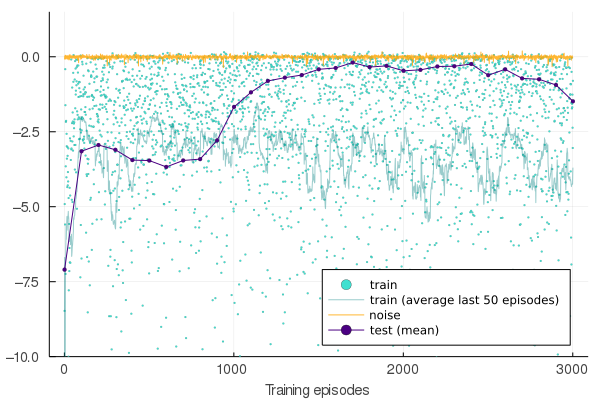 0.0
−2.5
−5.0
−7.5
−10.0
0
1000
2000
3000
Training episodes
train
train (average last 50 episodes)
noise
test (mean)